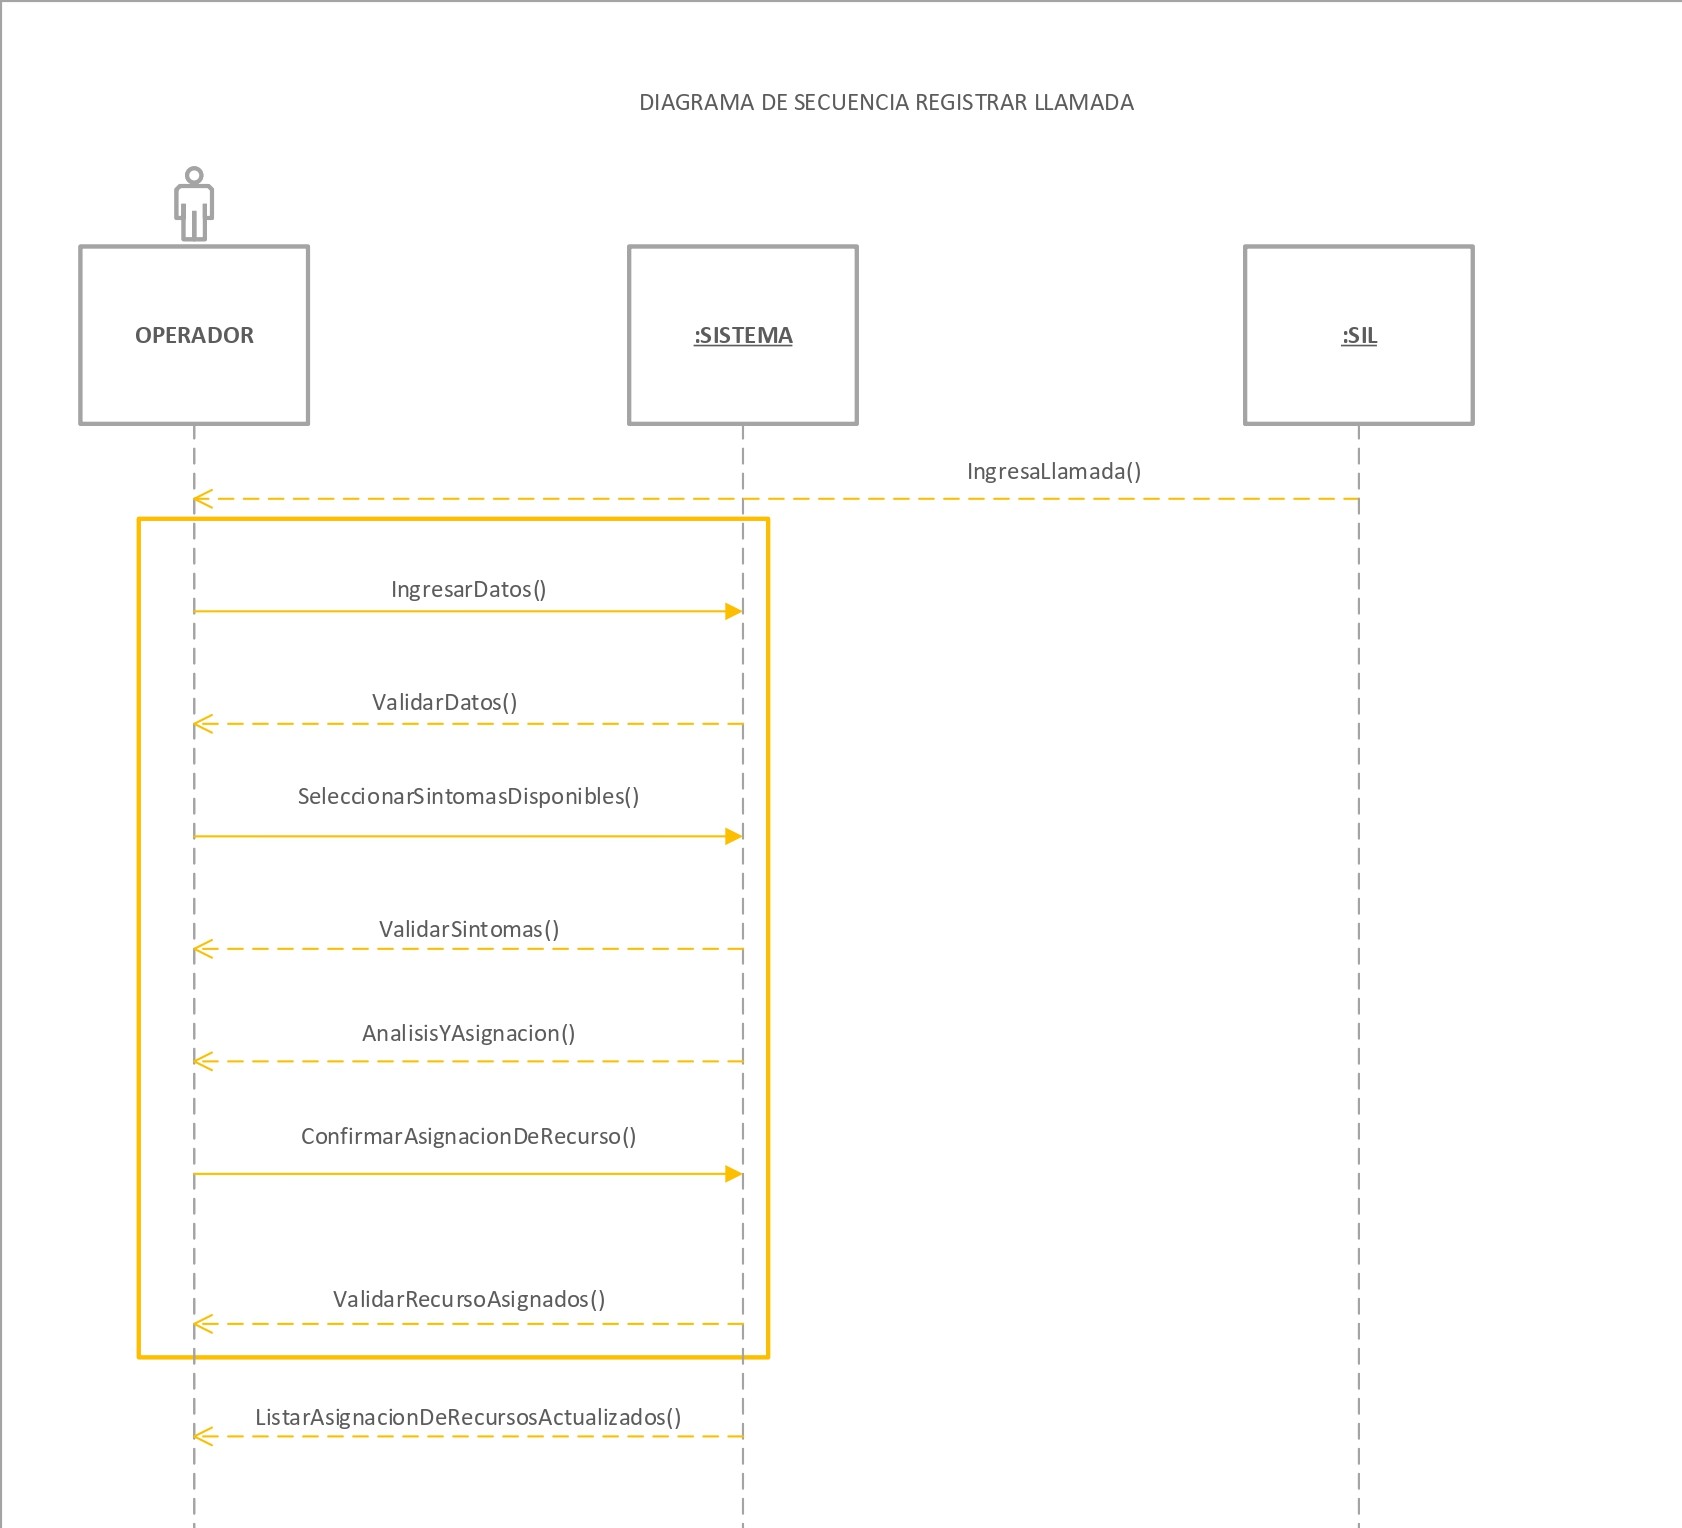 DIAGRAMA DE SECUENCIA REGISTRAR LLAMADA
OPERADOR
:SISTEMA
:SIL
IngresaLlamada()
IngresarDatos()
ValidarDatos()
SeleccionarSintomasDisponibles()
ValidarSintomas()
AnalisisYAsignacion()
ConfirmarAsignacionDeRecurso()
ValidarRecursoAsignados()
ListarAsignacionDeRecursosActualizados()